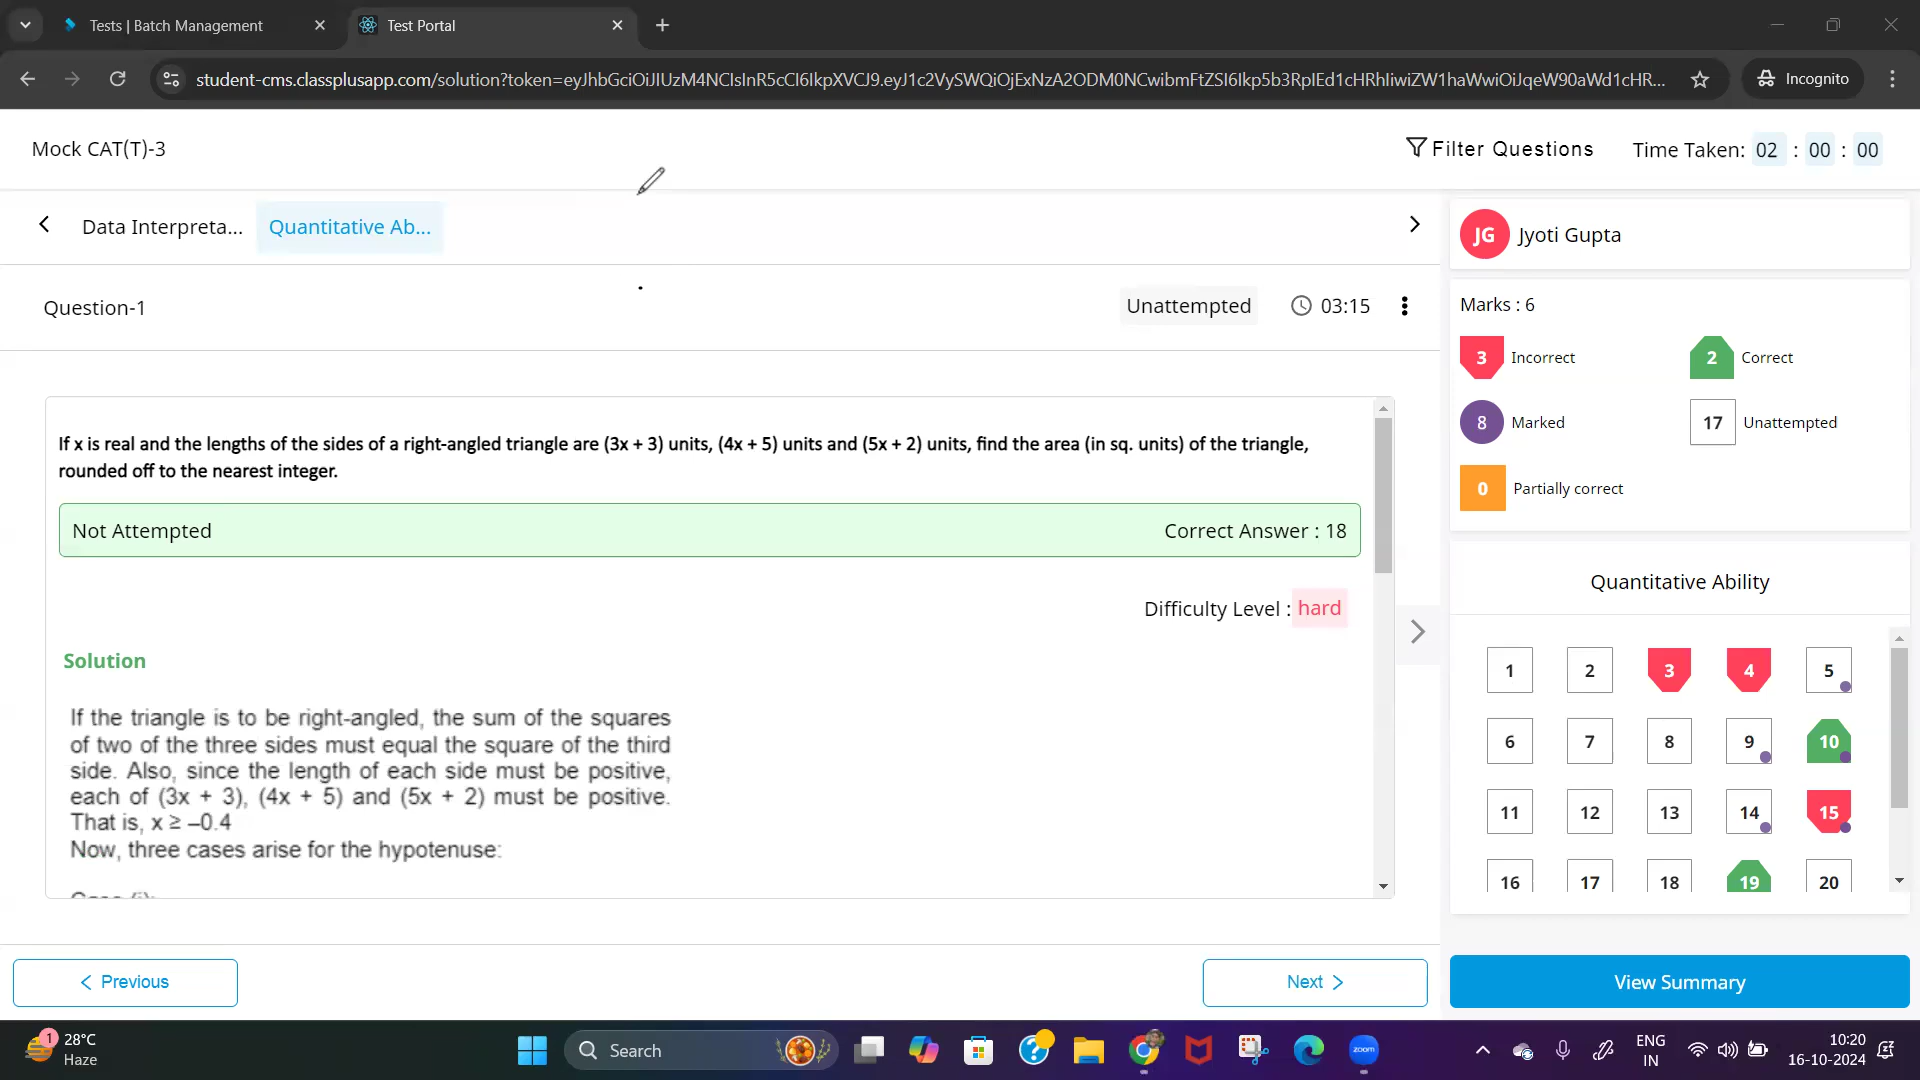 Tests | Batch Management
Test Portal
student-cms.classplusapp.com/solution?token=eyJhbGciOiJIUzM4NCIsInR5cCI6IkpXVCJ9.eyJ1c2VySWQiOjExNzA2ODM0NCwibmFtZSI6Ikp5b3RpIEd1cHRhIiwiZW1haWwiOiJqeW90aWd1cHR...
Incognito
Mock CAT(T)-3
Filter Questions
Time Taken: 02 : 00 : 00
Data Interpreta...
Quantitative Ab...
Jyoti Gupta
JG
Question-1
Unattempted
03:15
Marks : 6
3 Incorrect
2 Correct
8 Marked
17 Unattempted
0 Partially correct
If x is real and the lengths of the sides of a right-angled triangle are (3x + 3) units, (4x + 5) units and (5x + 2) units, find the area (in sq. units) of the triangle,
rounded off to the nearest integer.
Not Attempted
Correct Answer : 18
Difficulty Level : hard
Solution
If the triangle is to be right-angled, the sum of the squares
of two of the three sides must equal the square of the third
side. Also, since the length of each side must be positive,
each of (3x + 3), (4x + 5) and (5x + 2) must be positive.
That is, x ≥ –0.4
Now, three cases arise for the hypotenuse:
Quantitative Ability
1 2 3 4 5
6 7 8 9 10
11 12 13 14 15
16 17 18 19 20
Previous
Next
View Summary
1
28°C
Haze
Search
zoom
ENG
IN
10:20
16-10-2024